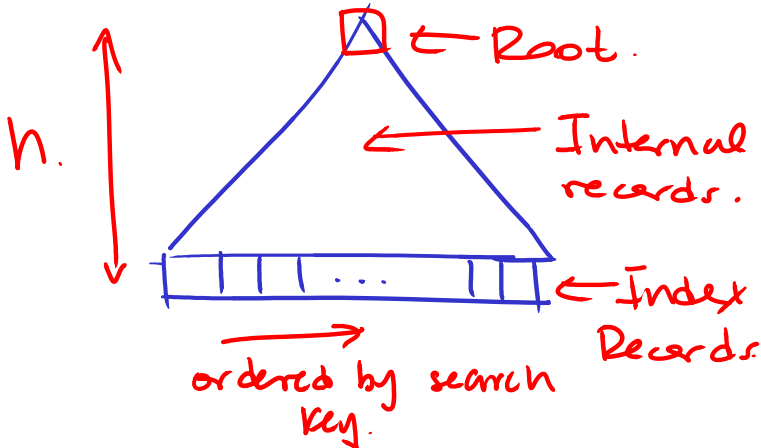 Root.
h.
Internal
records.
...
Index
Records.
ordered by search
key.